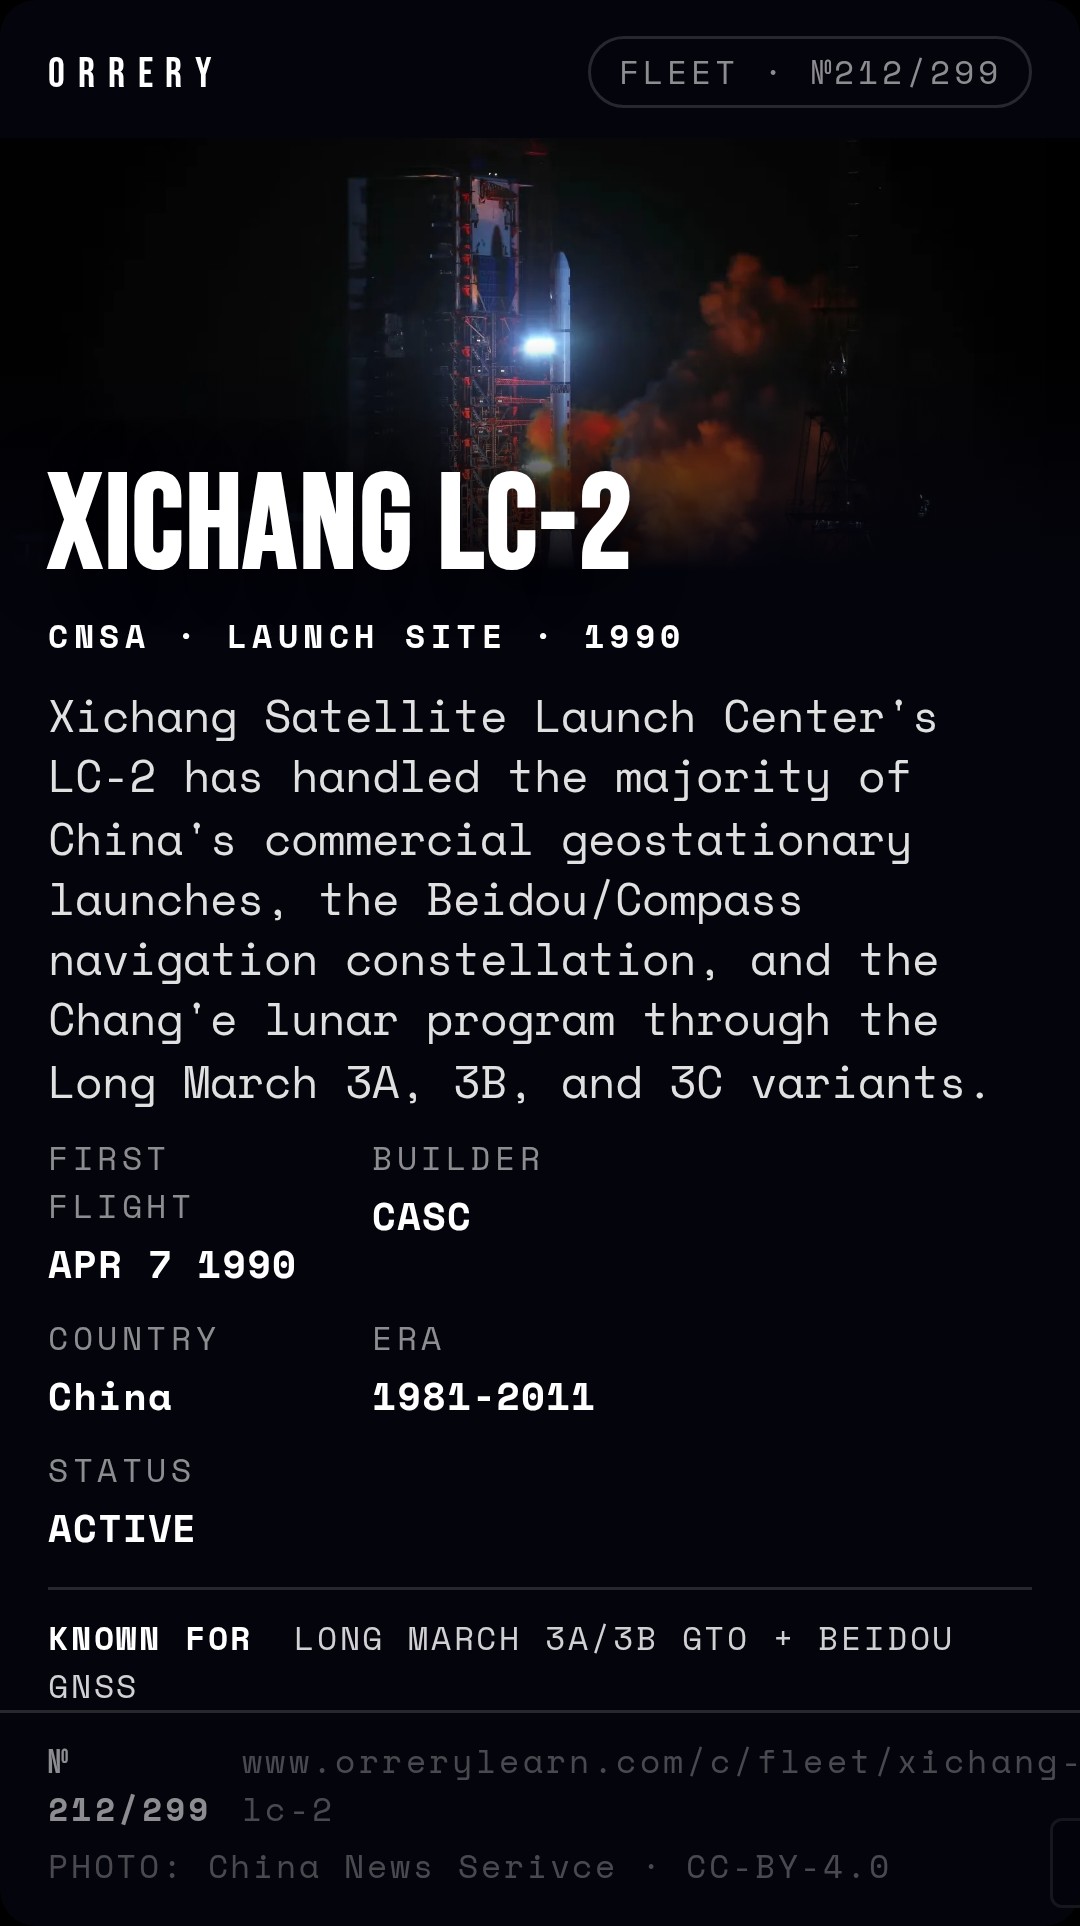 ORRERY
FLEET · №212/299
XICHANG LC-2
CNSA · LAUNCH SITE · 1990
Xichang Satellite Launch Center's
LC-2 has handled the majority of
China's commercial geostationary
launches, the Beidou/Compass
navigation constellation, and the
Chang'e lunar program through the
Long March 3A, 3B, and 3C variants.
FIRST
FLIGHT
APR 7 1990
BUILDER
CASC
COUNTRY
China
ERA
1981-2011
STATUS
ACTIVE
KNOWN FOR LONG MARCH 3A/3B GTO + BEIDOU
GNSS
№
212/299
www.orrerylearn.com/c/fleet/xichang-
lc-2
PHOTO: China News Serivce · CC-BY-4.0